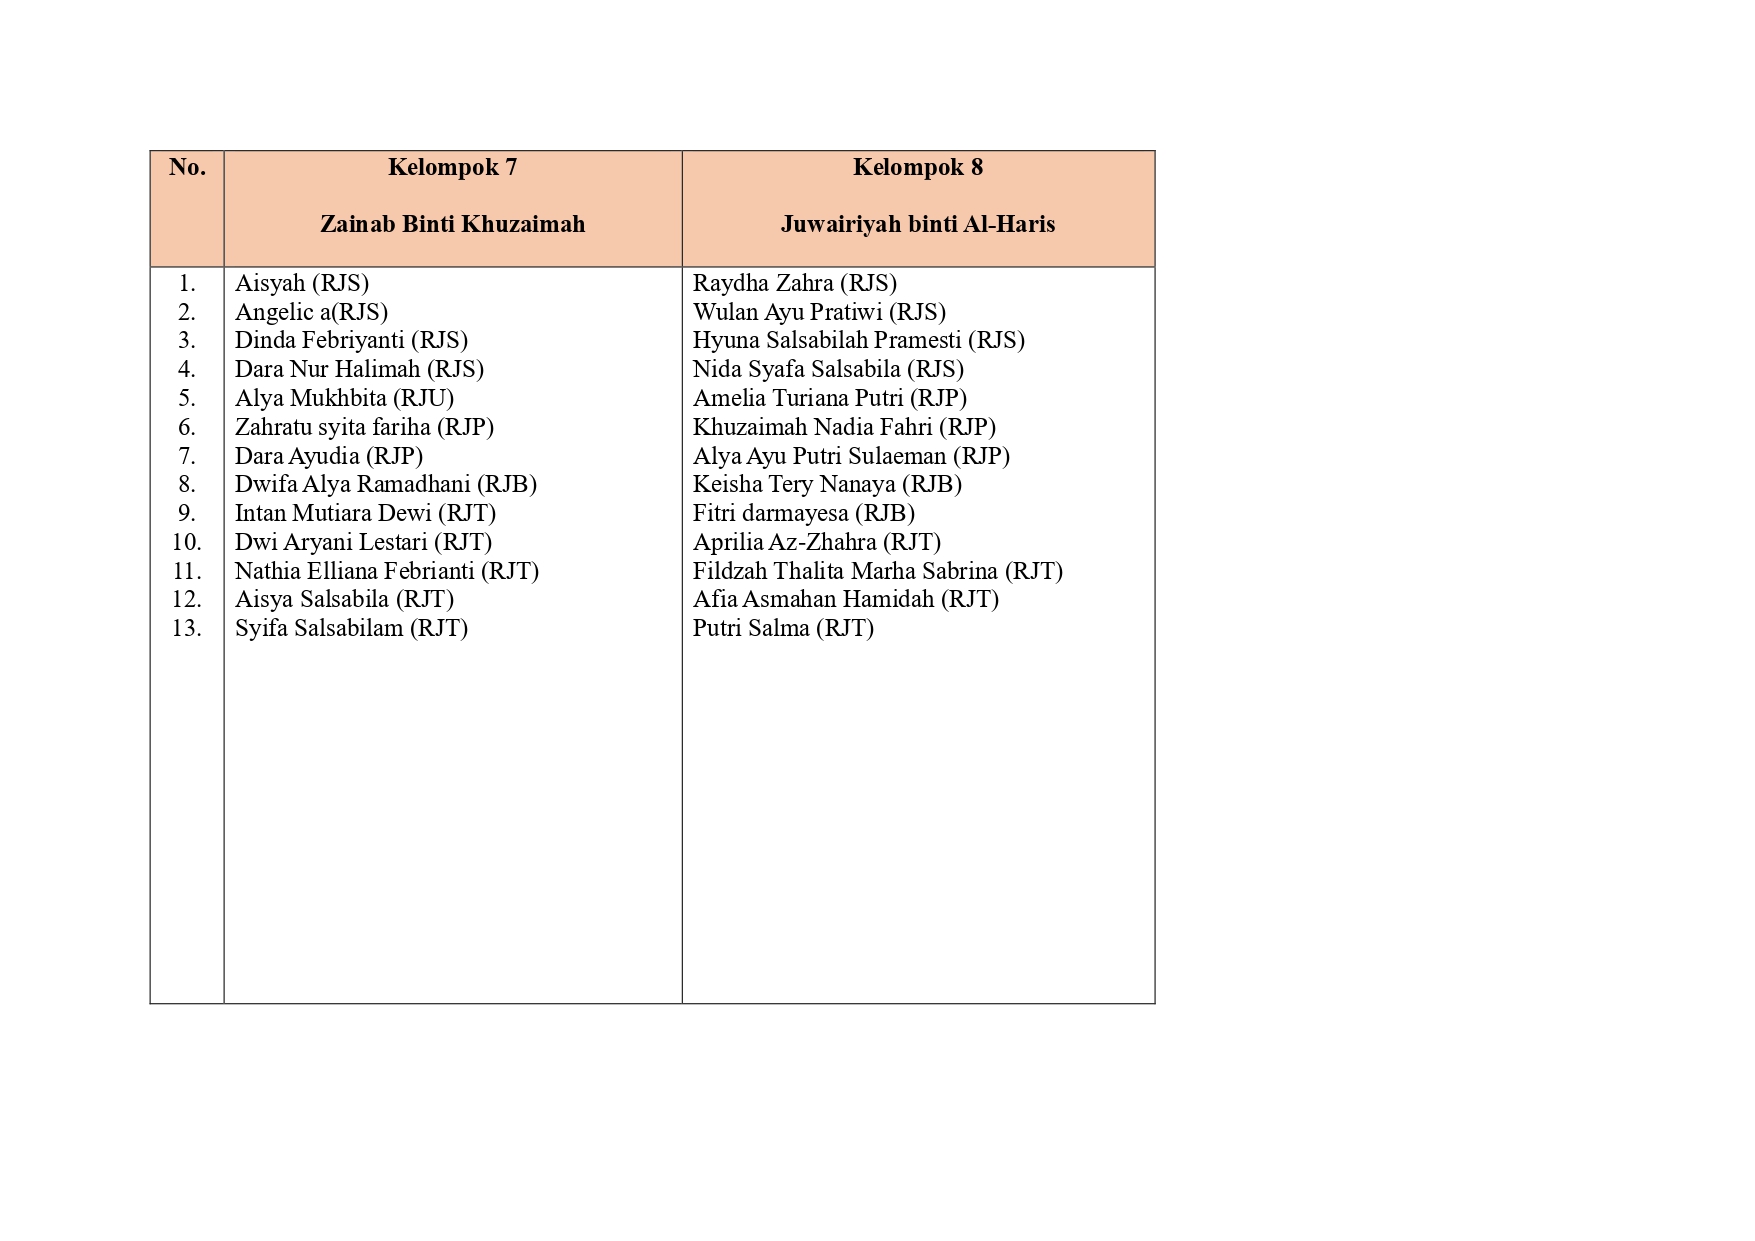 No. Kelompok 7 Kelompok 8
Zainab Binti Khuzaimah Juwairiyah binti Al-Haris
1. Aisyah (RJS) Raydha Zahra (RJS)
2. Angelic a(RJS) Wulan Ayu Pratiwi (RJS)
3. Dinda Febriyanti (RJS) Hyuna Salsabilah Pramesti (RJS)
4. Dara Nur Halimah (RJS) Nida Syafa Salsabila (RJS)
5. Alya Mukhbita (RJU) Amelia Turiana Putri (RJP)
6. Zahratu syita fariha (RJP) Khuzaimah Nadia Fahri (RJP)
7. Dara Ayudia (RJP) Alya Ayu Putri Sulaeman (RJP)
8. Dwifa Alya Ramadhani (RJB) Keisha Tery Nanaya (RJB)
9. Intan Mutiara Dewi (RJT) Fitri darmayesa (RJB)
10. Dwi Aryani Lestari (RJT) Aprilia Az-Zhahra (RJT)
11. Nathia Elliana Febrianti (RJT) Fildzah Thalita Marha Sabrina (RJT)
12. Aisya Salsabila (RJT) Afia Asmahan Hamidah (RJT)
13. Syifa Salsabilam (RJT) Putri Salma (RJT)